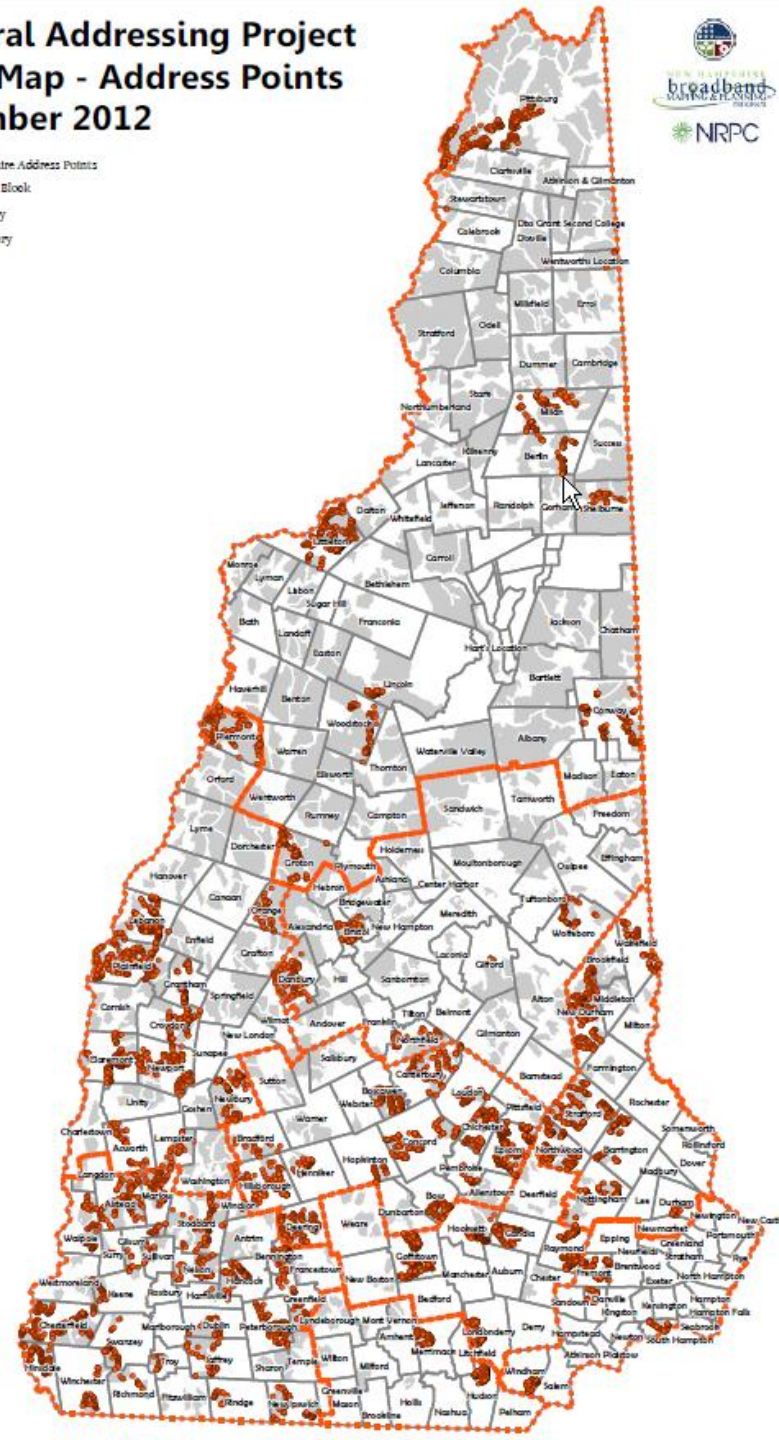 ral Addressing Project
Map - Address Points
nber 2012
ire Address Points
Block
y
ry
NEW HAMPSHIRE
broadband
MAPPING & PLANNING
PROGRAM
NRPC
Pittsburg
Clarksville
Atkinson & Gilmanton
Stewartstown
Dix Grant Second College
Colebrook
Dixville
Wentworths Location
Columbia
Millsfield
Errol
Odell
Stratford
Dummer
Cambridge
Stark
Northumberland
Milan
Success
Kilkenny
Berlin
Lancaster
Dalton
Whitefield
Jefferson
Randolph
Gorham
Shelburne
Littleton
Carroll
Monroe
Lyman
Lisbon
Bethlehem
Sugar Hill
Bath
Landaff
Franconia
Jackson
Chatham
Easton
Hart's Location
Bartlett
Haverhill
Benton
Lincoln
Woodstock
Conway
Piermont
Warren
Waterville Valley
Albany
Ellsworth
Thornton
Orford
Madison
Eaton
Wentworth
Rumney
Campton
Sandwich
Tamworth
Freedom
Lyme
Dorchester
Holderness
Groton
Plymouth
Moultonborough
Ossipee
Effingham
Hanover
Hebron
Ashland
Center Harbor
Canaan
Orange
Bridgewater
Tuftonboro
Lebanon
Alexandria
Bristol
New Hampton
Meredith
Wolfeboro
Enfield
Wakefield
Grafton
Laconia
Gilford
Brookfield
Plainfield
Grantham
Danbury
Hill
Sanbornton
Springfield
Alton
Middleton
Cornish
Croydon
Wilmot
Andover
Franklin
Tilton
Belmont
New Durham
Milton
New London
Gilmanton
Northfield
Claremont
Newport
Sunapee
Salisbury
Canterbury
Farmington
Sutton
Barnstead
Unity
Goshen
Newbury
Webster
Boscawen
Loudon
Pittsfield
Strafford
Rochester
Warner
Charlestown
Acworth
Lempster
Bradford
Concord
Chichester
Somersworth
Hopkinton
Epsom
Northwood
Barrington
Rollinsford
Langdon
Washington
Hillsborough
Henniker
Pembroke
Madbury
Dover
Alstead
Marlow
Windsor
Dunbarton
Bow
Allenstown
Deerfield
Nottingham
Lee
Durham
Newington
New Cast
Walpole
Gilsum
Stoddard
Antrim
Deering
Weare
Hooksett
Candia
Newmarket
Portsmouth
Surry
Sullivan
Bennington
Goffstown
Raymond
Epping
Greenland
Rye
Nelson
Hancock
Francestown
Manchester
Auburn
Newfields
Stratham
Westmoreland
Keene
Roxbury
Harrisville
New Boston
Chester
Fremont
Brentwood
North Hampton
Greenfield
Bedford
Exeter
Chesterfield
Marlborough
Dublin
Peterborough
Lyndeborough
Mont Vernon
Sandown
Danville
Kensington
Hampton
Swanzey
Amherst
Londonderry
Derry
Kingston
Hampton Falls
Hinsdale
Troy
Jaffrey
Sharon
Temple
Wilton
Merrimack
Litchfield
Hampstead
Newton
Seabrook
South Hampton
Winchester
Milford
Windham
Atkinson
Plaistow
Richmond
Fitzwilliam
Rindge
New Ipswich
Greenville
Mason
Hollis
Hudson
Salem
Brookline
Nashua
Pelham